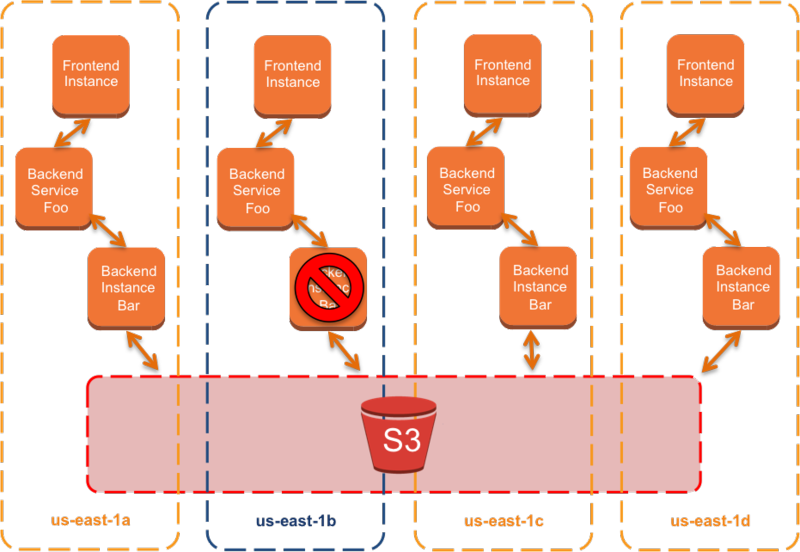 Frontend
Instance
Frontend
Instance
Frontend
Instance
Frontend
Instance
Backend
Service
Foo
Backend
Service
Foo
Backend
Service
Foo
Backend
Service
Foo
Backend
Instance
Bar
Backend
Instance
Bar
Backend
Instance
Bar
S3
us-east-1a
us-east-1b
us-east-1c
us-east-1d